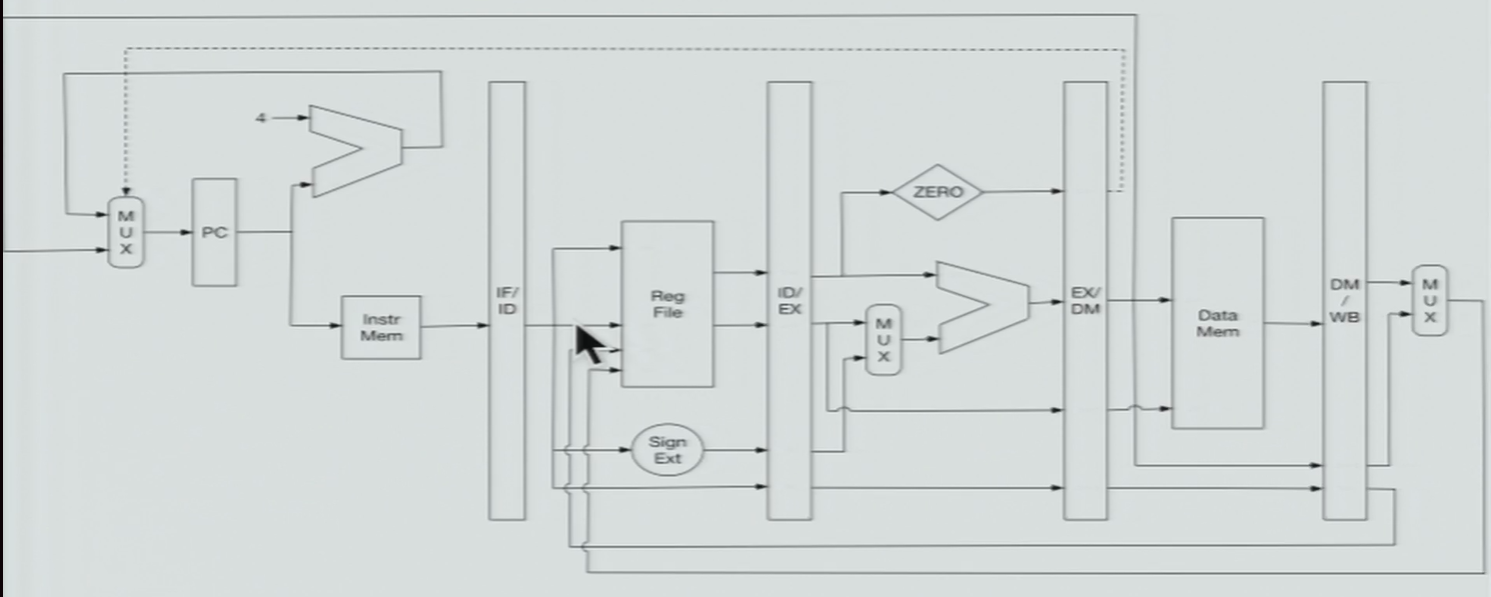 4
M
U
X
PC
Instr
Mem
IF/
ID
Reg
File
Sign
Ext
ID/
EX
ZERO
M
U
X
EX/
DM
Data
Mem
DM
/
WB
M
U
X